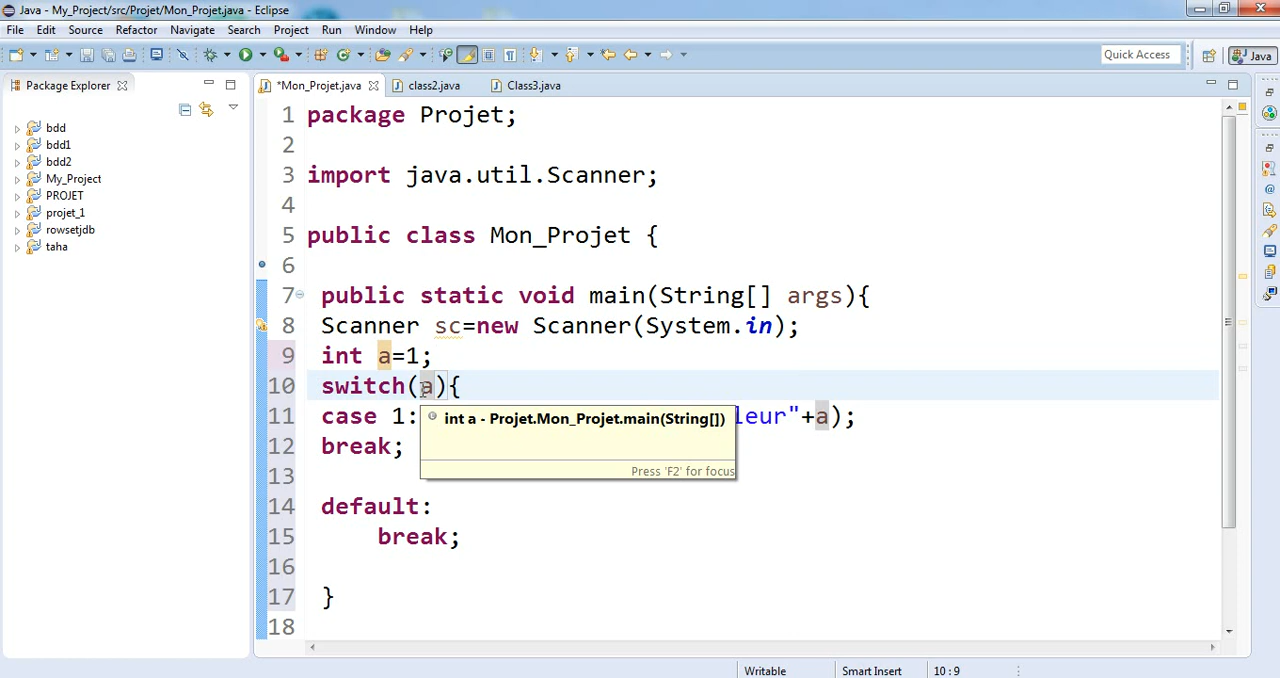 Java - My_Project/src/Projet/Mon_Projet.java - Eclipse
File Edit Source Refactor Navigate Search Project Run Window Help
Quick Access
Java
Package Explorer
*Mon_Projet.java class2.java Class3.java
bdd
bdd1
bdd2
My_Project
PROJET
projet_1
rowsetjdb
taha
1 package Projet;
2
3 import java.util.Scanner;
4
5 public class Mon_Projet {
6
7 public static void main(String[] args){
8 Scanner sc=new Scanner(System.in);
9 int a=1;
10 switch(a){
11 case 1: leur"+a);
int a - Projet.Mon_Projet.main(String[])
Press 'F2' for focus
12 break;
13
14 default:
15 break;
16
17 }
18
Writable Smart Insert 10:9